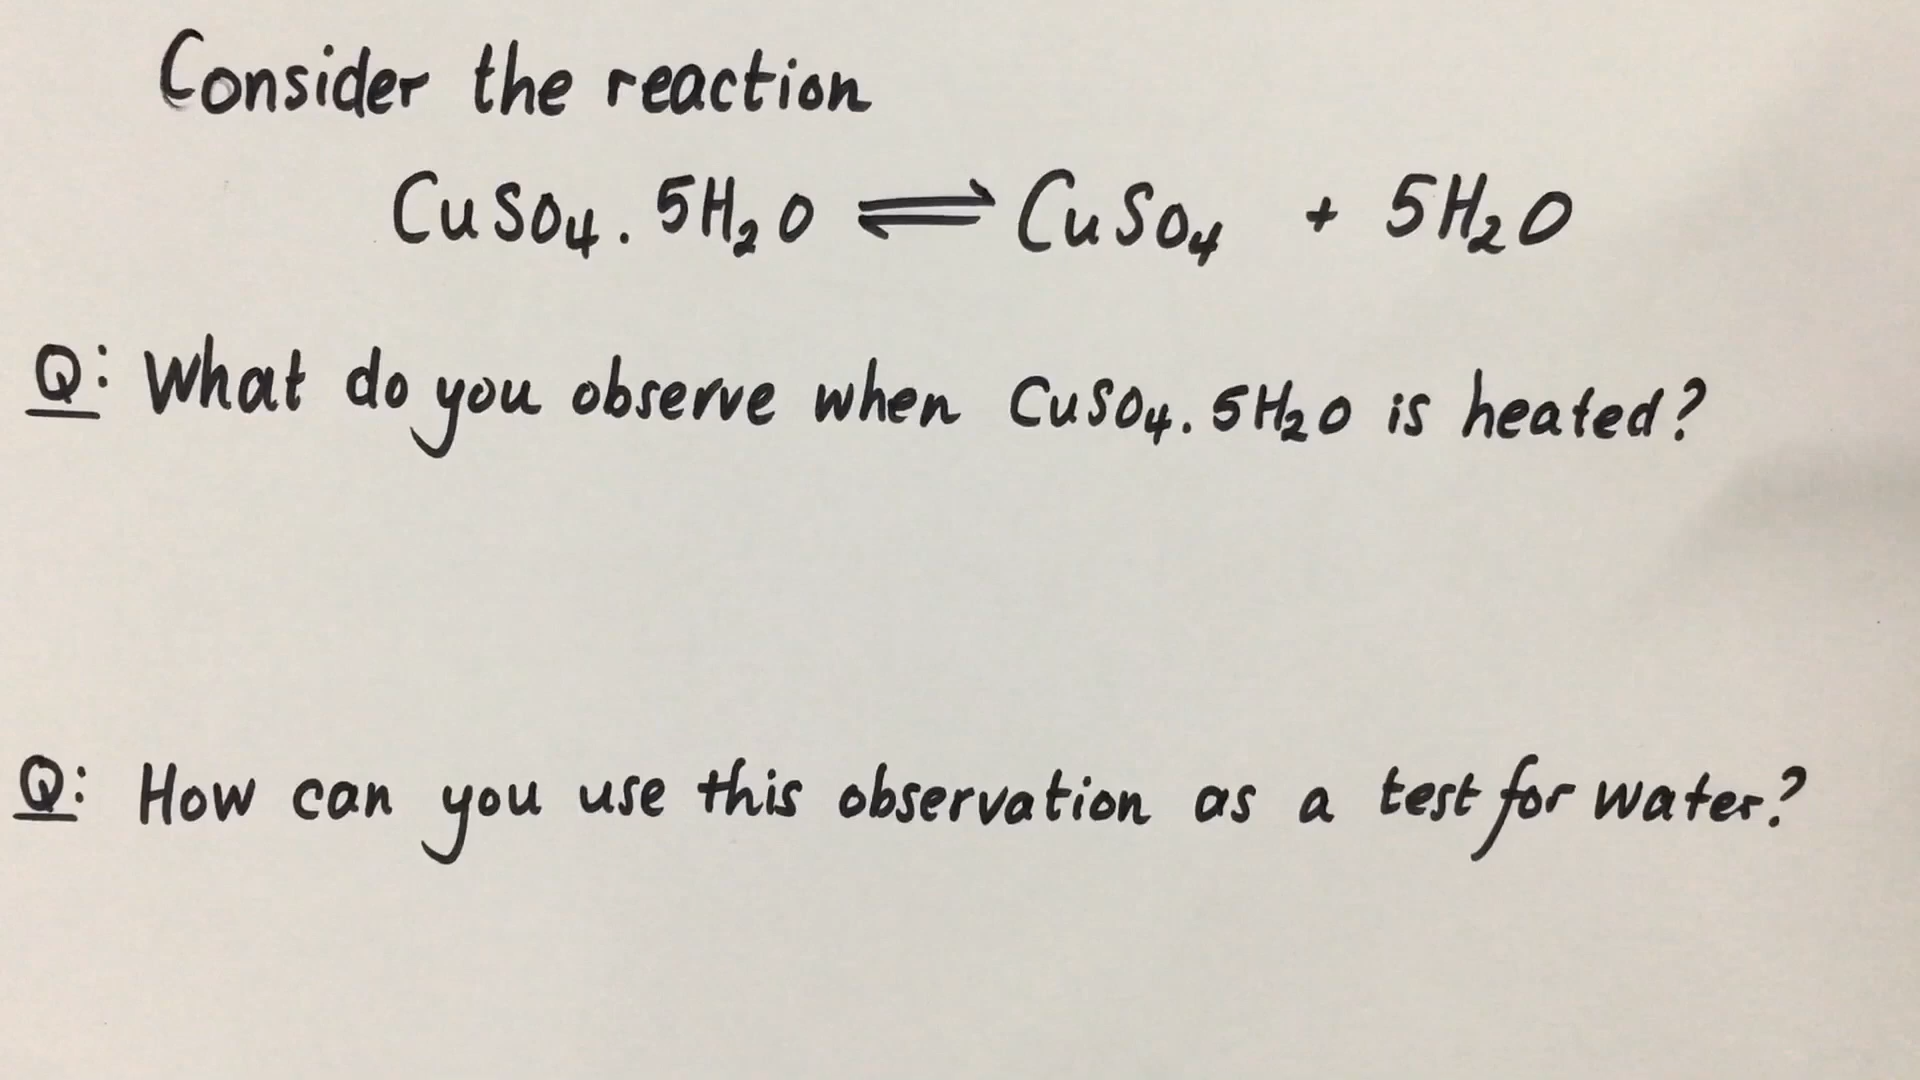 Consider the reaction
CuSO₄ . 5H₂O ⇌ CuSO₄ + 5H₂O
Q: What do you observe when CuSO₄ . 5H₂O is heated?
Q: How can you use this observation as a test for water?